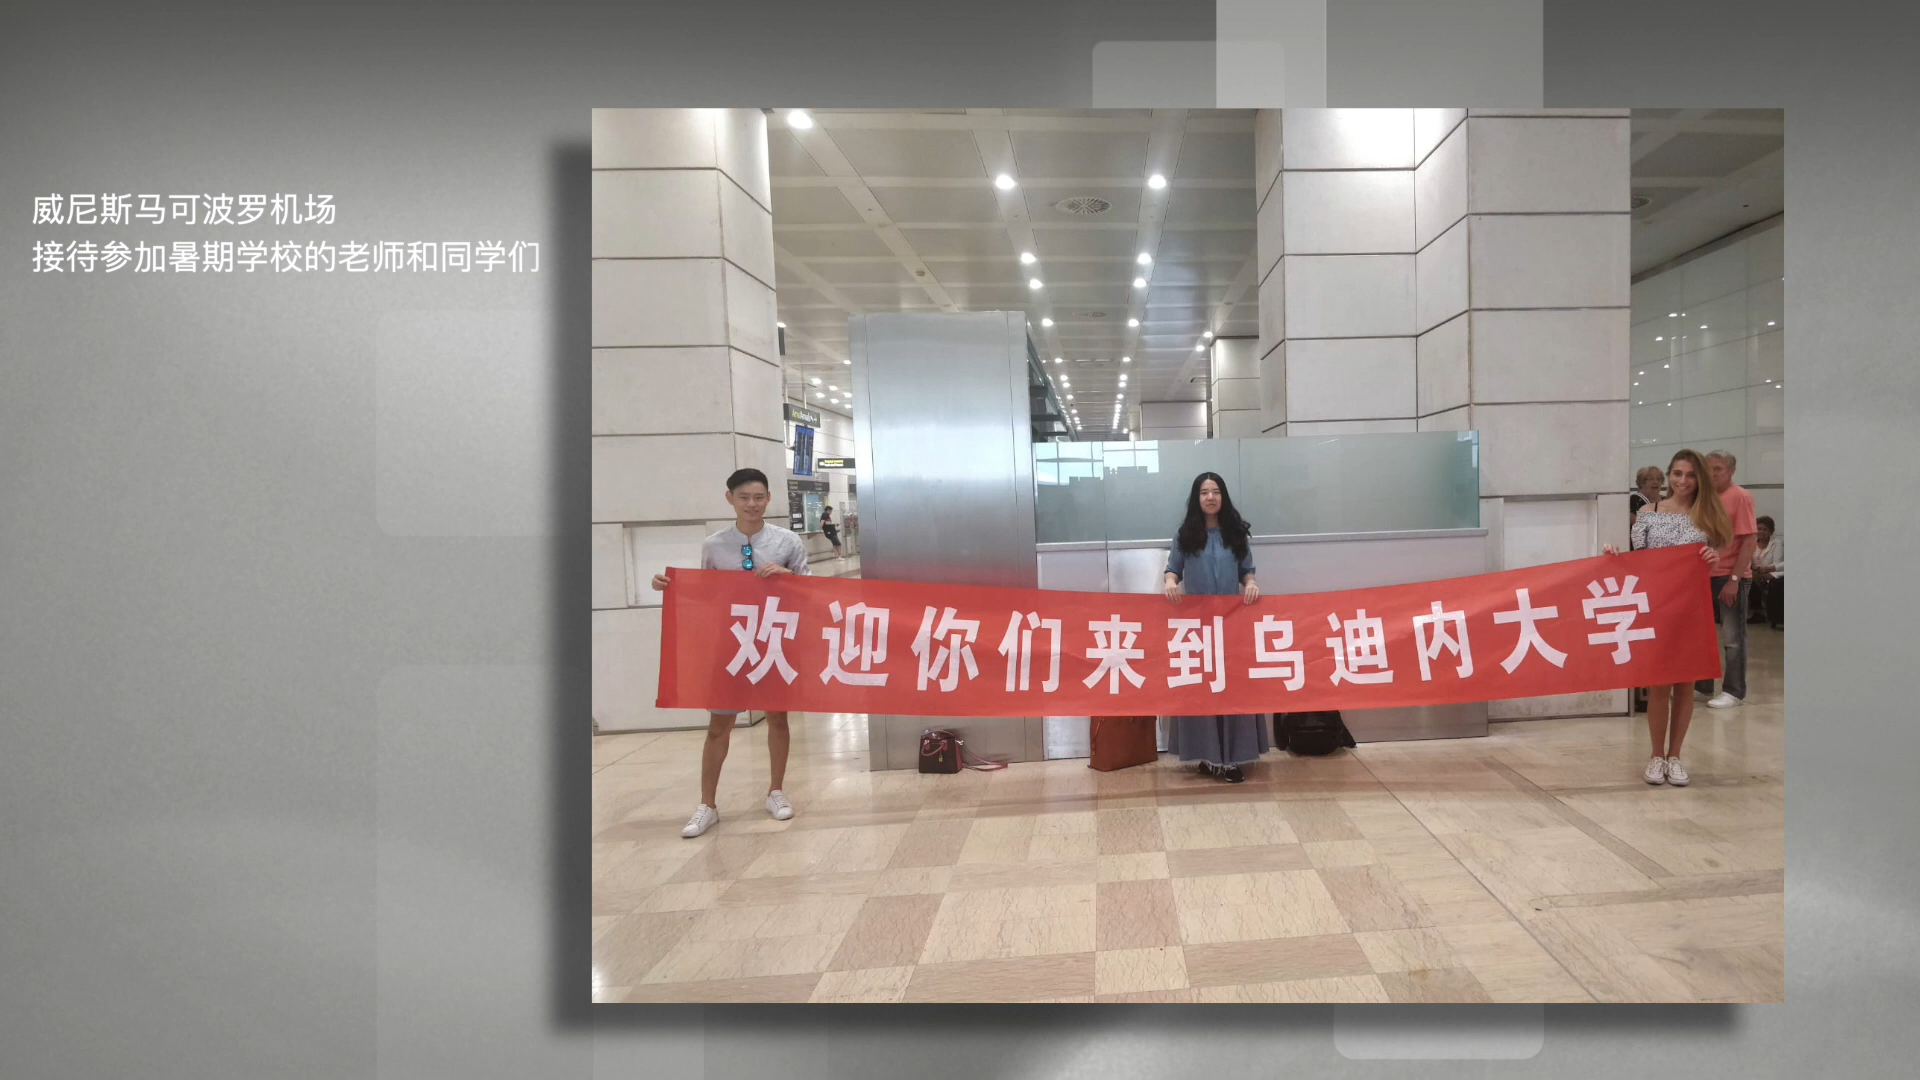 威尼斯马可波罗机场
接待参加暑期学校的老师和同学们
欢迎你们来到乌迪内大学